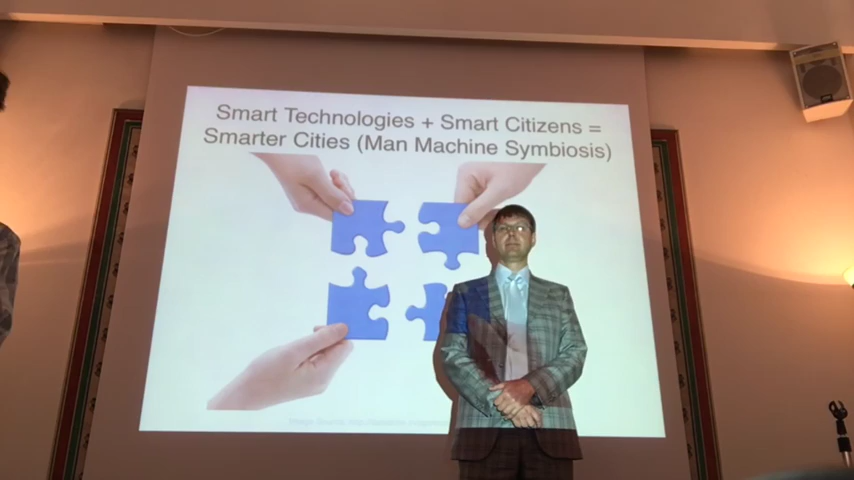 Smart Technologies + Smart Citizens =
Smarter Cities (Man Machine Symbiosis)